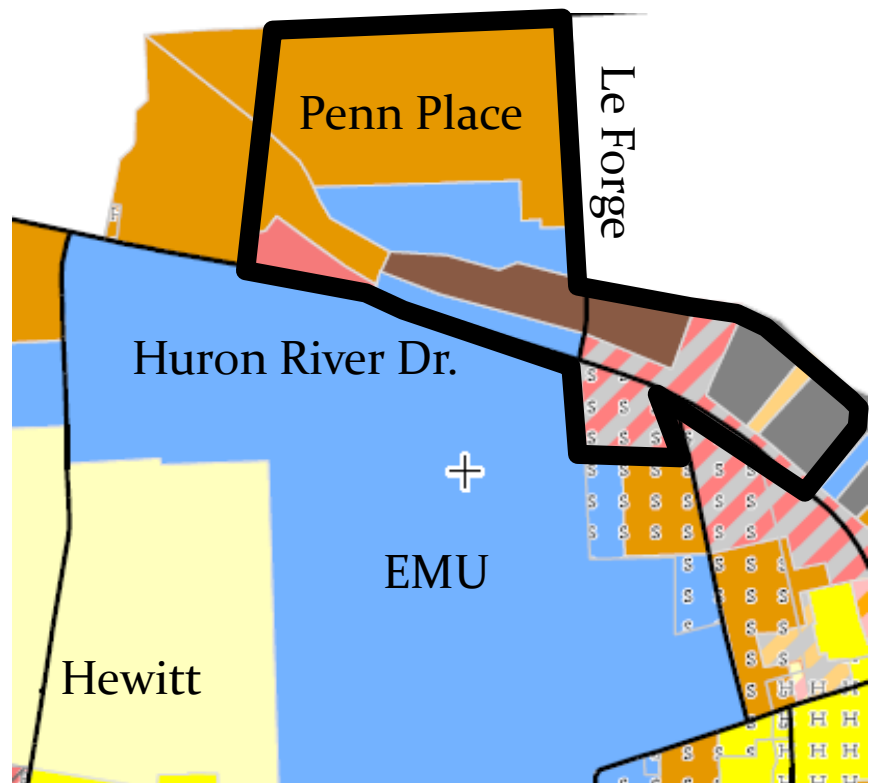 Penn Place
Le Forge
F
Huron River Dr.
S
S S
S S S S
S S S
S S S S S
S S S S S
S S S S S S
S S S S
S S S
S S S
S S
S S H H H
S S H H H
S S S H H
S S S S H H
EMU
Hewitt